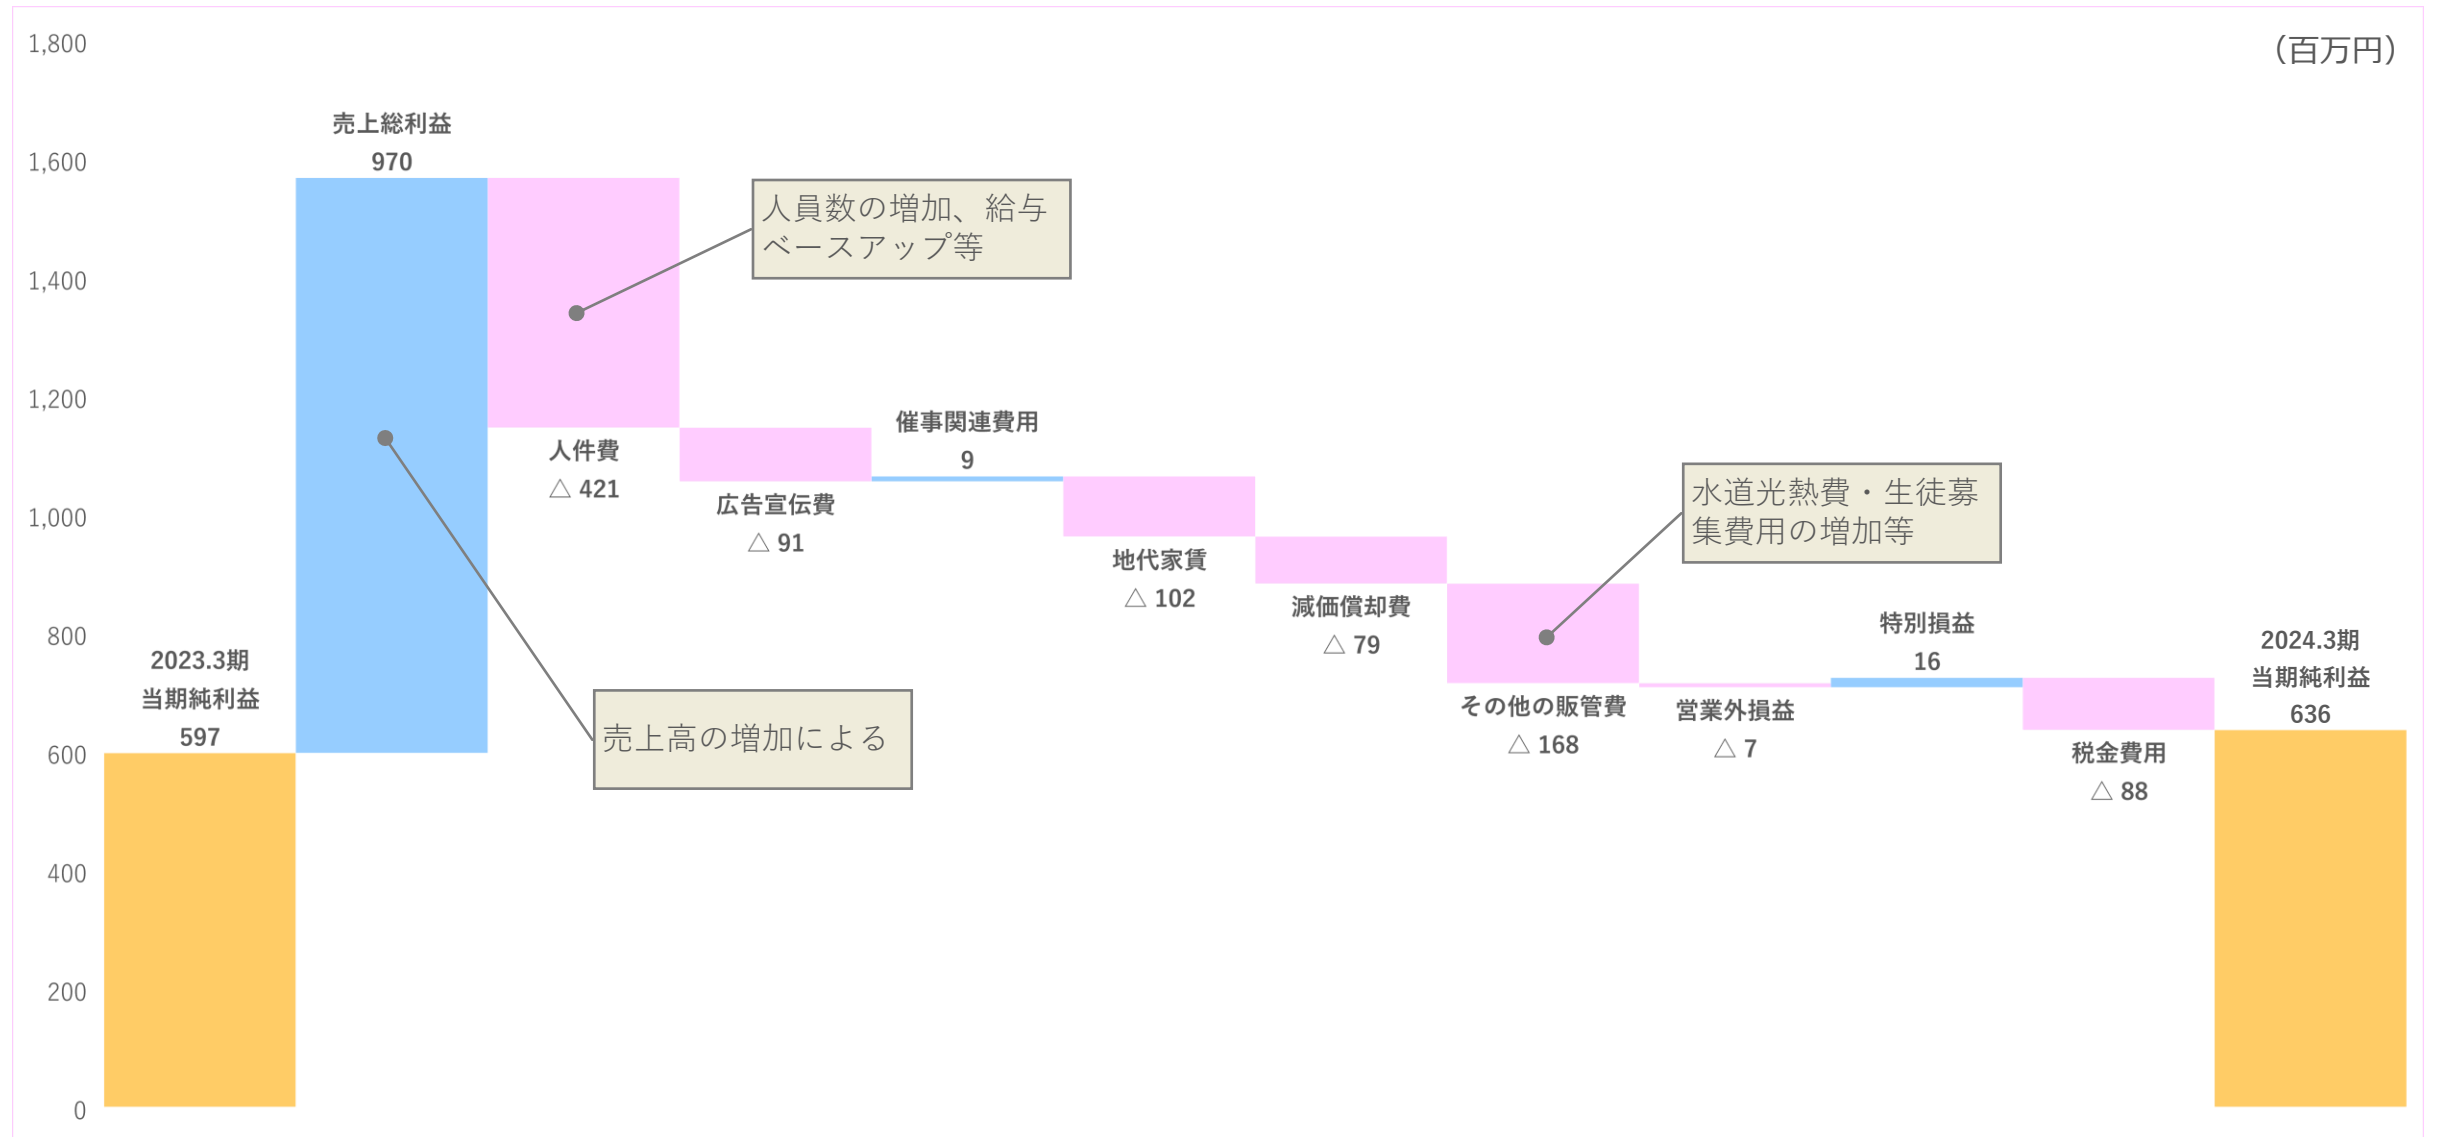 （百万円）
1,800
1,600
1,400
1,200
1,000
800
600
400
200
0
2023.3期
当期純利益
597
売上総利益
970
売上高の増加による
人件費
△ 421
人員数の増加、給与
ベースアップ等
広告宣伝費
△ 91
催事関連費用
9
地代家賃
△ 102
減価償却費
△ 79
その他の販管費
△ 168
水道光熱費・生徒募
集費用の増加等
営業外損益
△ 7
特別損益
16
税金費用
△ 88
2024.3期
当期純利益
636